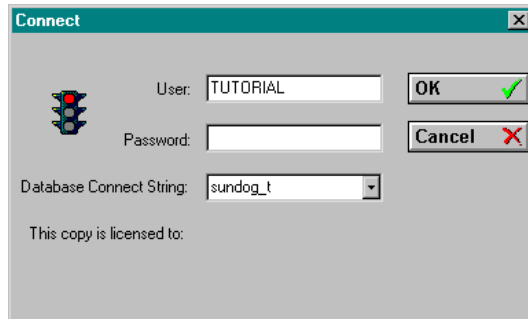 Connect
User: TUTORIAL
OK
Password:
Cancel
Database Connect String: sundog_t
This copy is licensed to: